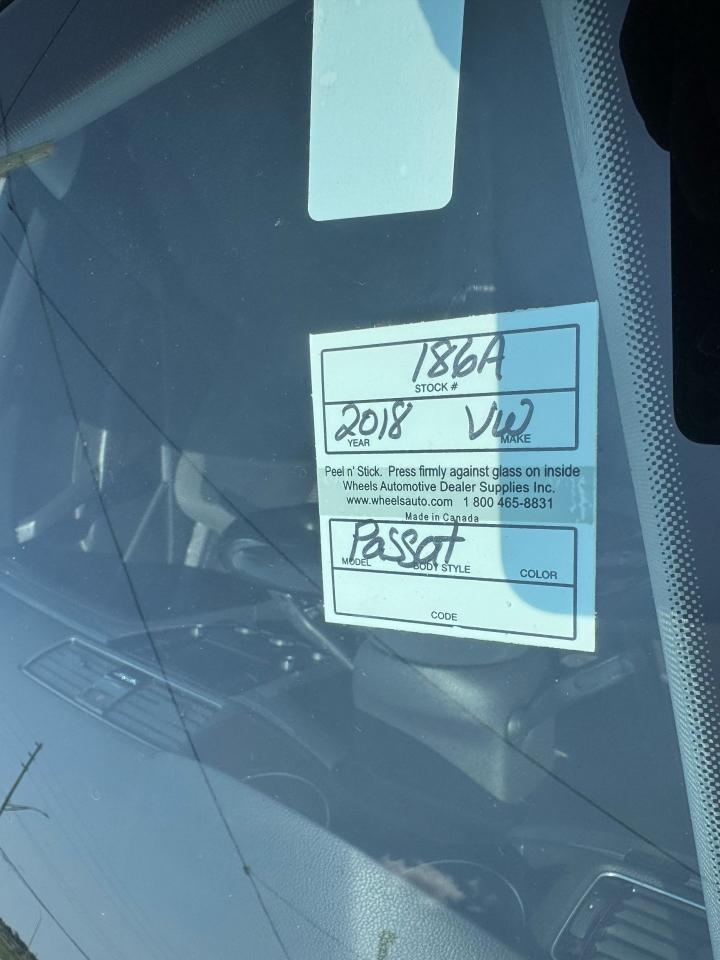 186A
STOCK #
2018 VW
YEAR MAKE
Peel n' Stick. Press firmly against glass on inside
Wheels Automotive Dealer Supplies Inc.
www.wheelsauto.com 1 800 465-8831
Made in Canada
Passat
MODEL BODY STYLE COLOR
CODE